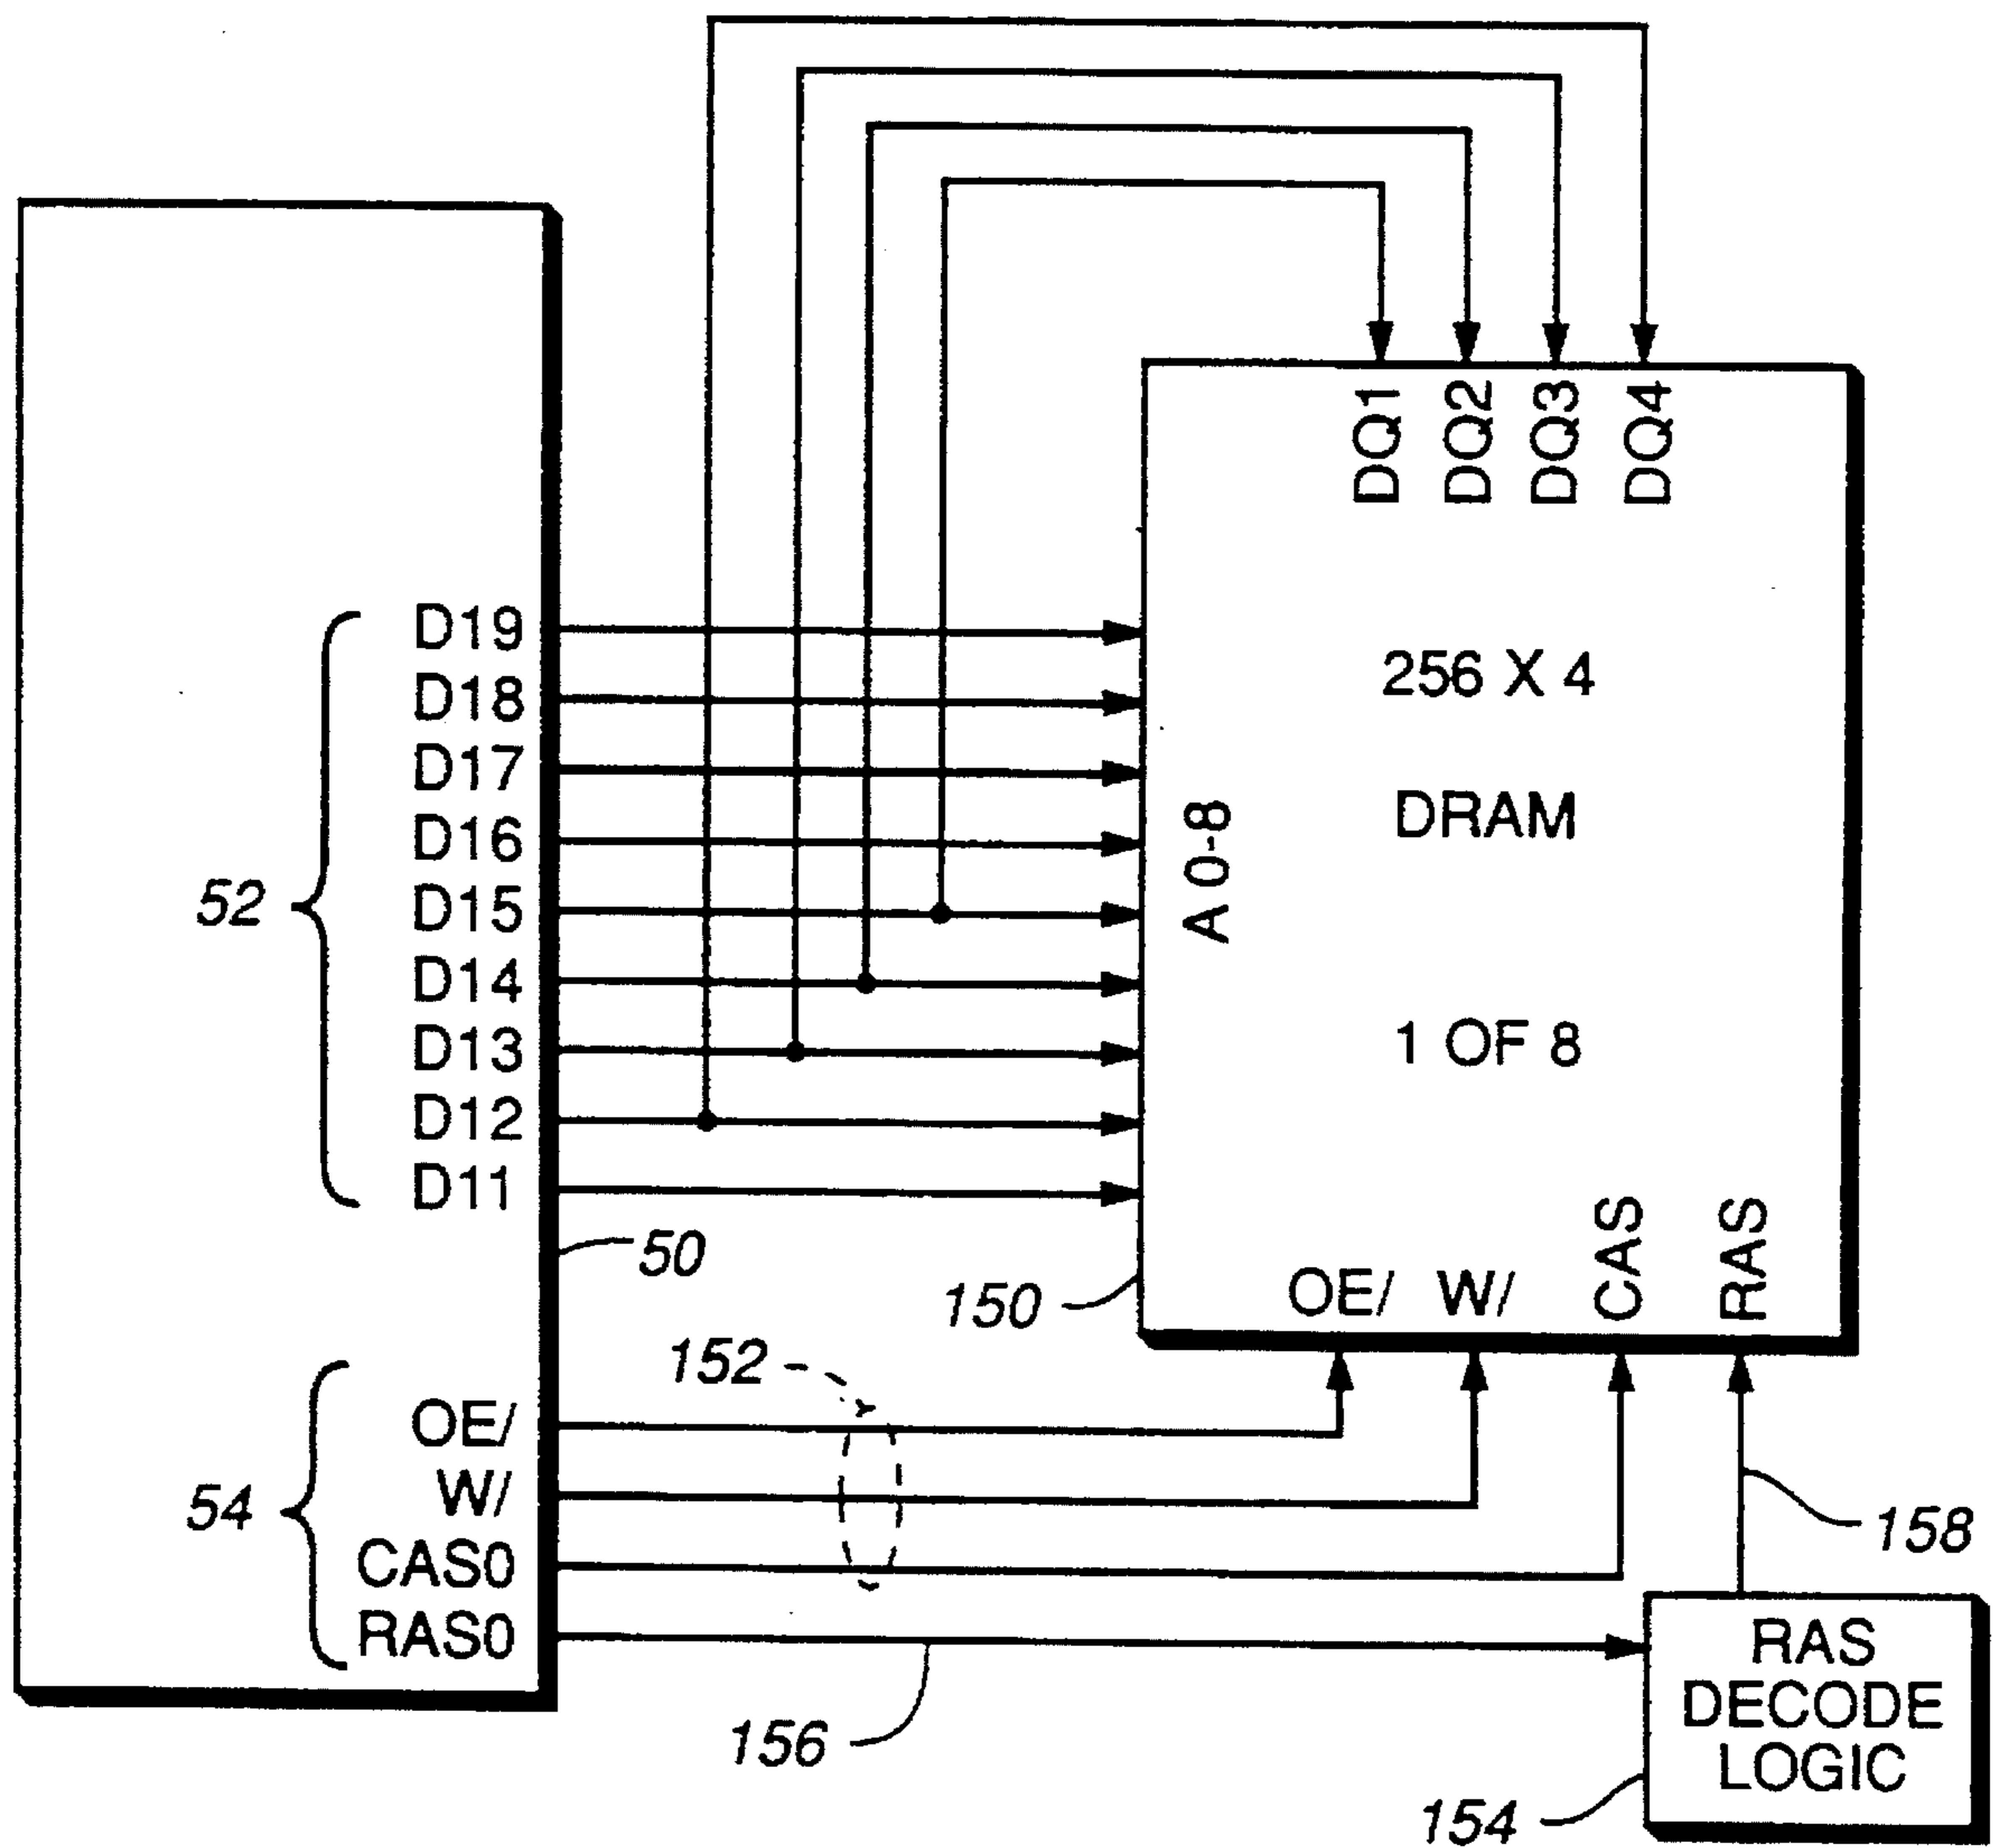 DQ1
DQ2
DQ3
DQ4
D19
D18
D17
D16
D15
D14
D13
D12
D11
52
A 0-8
256 X 4
DRAM
1 OF 8
50
150
OE/
W/
CAS
RAS
152
54
OE/
W/
CAS0
RAS0
158
156
RAS
DECODE
LOGIC
154